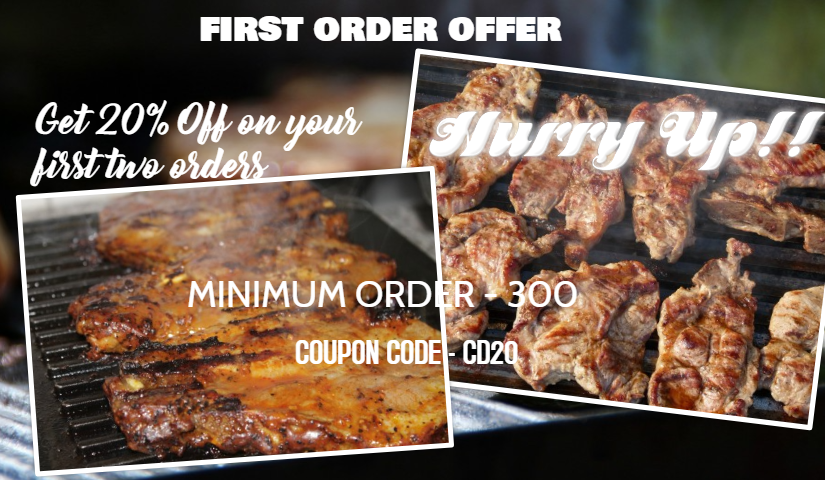 FIRST ORDER OFFER
Get 20% Off on your
first two orders
Hurry Up!!
MINIMUM ORDER - 300
COUPON CODE - CD20